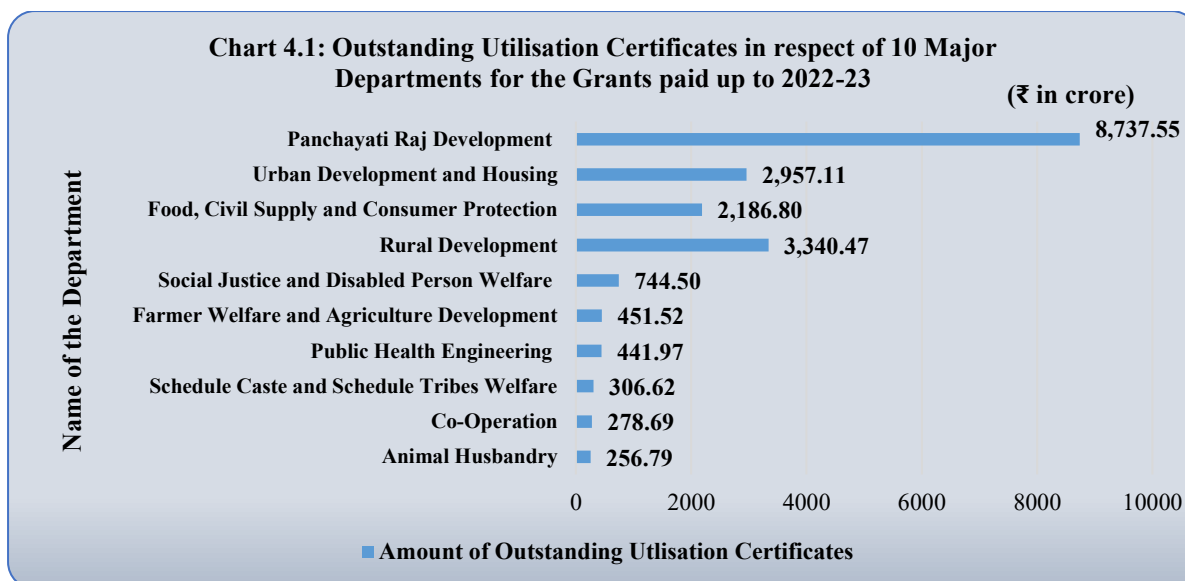 Chart 4.1: Outstanding Utilisation Certificates in respect of 10 Major
Departments for the Grants paid up to 2022-23
(₹ in crore)
Name of the Department
Panchayati Raj Development 8,737.55
Urban Development and Housing 2,957.11
Food, Civil Supply and Consumer Protection 2,186.80
Rural Development 3,340.47
Social Justice and Disabled Person Welfare 744.50
Farmer Welfare and Agriculture Development 451.52
Public Health Engineering 441.97
Schedule Caste and Schedule Tribes Welfare 306.62
Co-Operation 278.69
Animal Husbandry 256.79
0 2000 4000 6000 8000 10000
Amount of Outstanding Utlisation Certificates